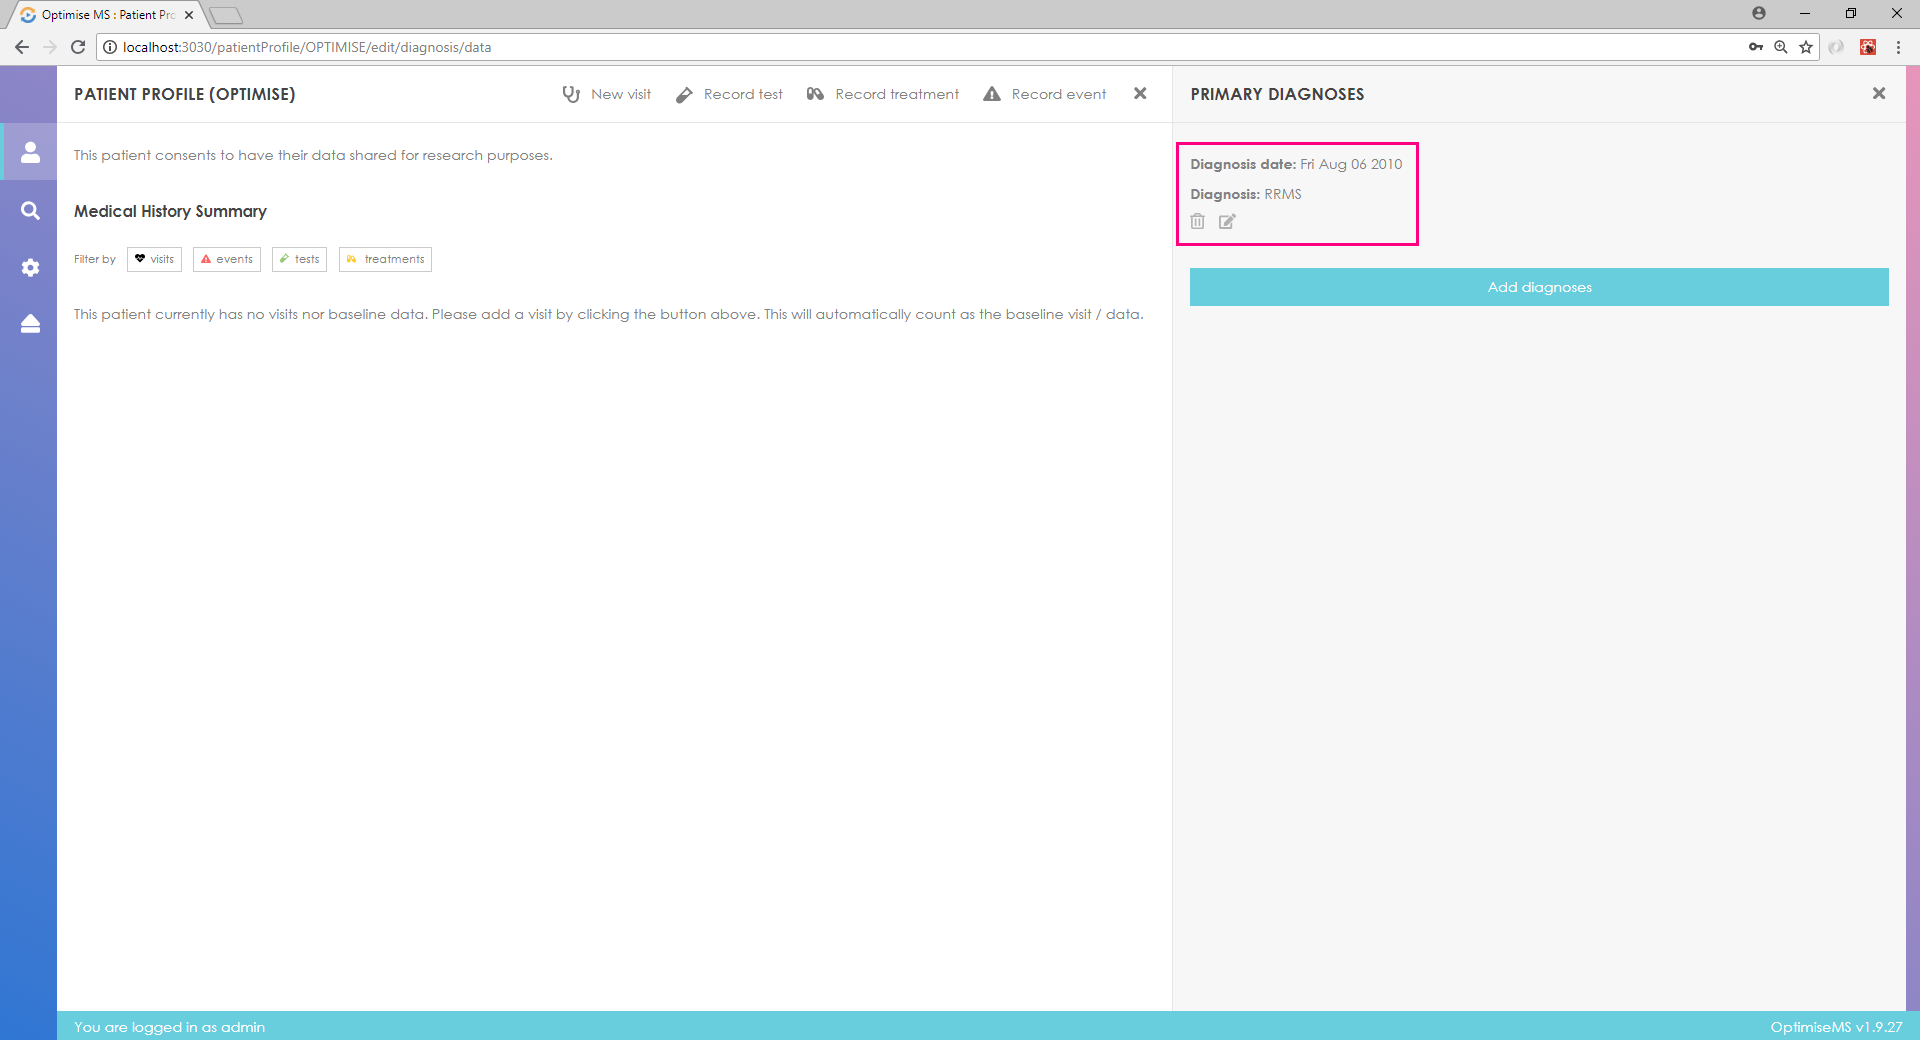 Optimise MS : Patient Pro
localhost:3030/patientProfile/OPTIMISE/edit/diagnosis/data
PATIENT PROFILE (OPTIMISE)
New visit
Record test
Record treatment
Record event
This patient consents to have their data shared for research purposes.
Medical History Summary
Filter by
visits
events
tests
treatments
This patient currently has no visits nor baseline data. Please add a visit by clicking the button above. This will automatically count as the baseline visit / data.
PRIMARY DIAGNOSES
Diagnosis date: Fri Aug 06 2010
Diagnosis: RRMS
Add diagnoses
You are logged in as admin
OptimiseMS v1.9.27